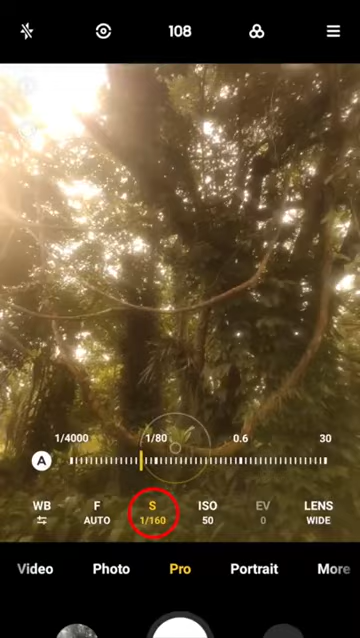 108
1/4000 1/80 0.6 30
A
WB F S ISO EV LENS
AUTO 1/160 50 0 WIDE
Video Photo Pro Portrait More